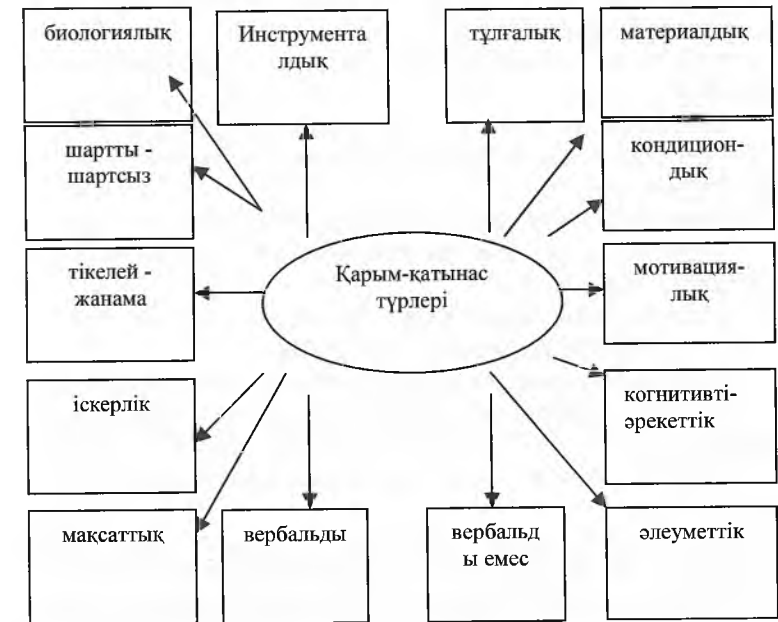 биологиялық
Инструмента
лдық
тұлғалық
материалдық
шартты -
шартсыз
кондицион-
дық
тікелей -
жанама
Қарым-қатынас
түрлері
мотивация-
лық
іскерлік
когнитивті-
әрекеттік
мақсаттық
вербальды
вербальд
ы емес
әлеуметтік